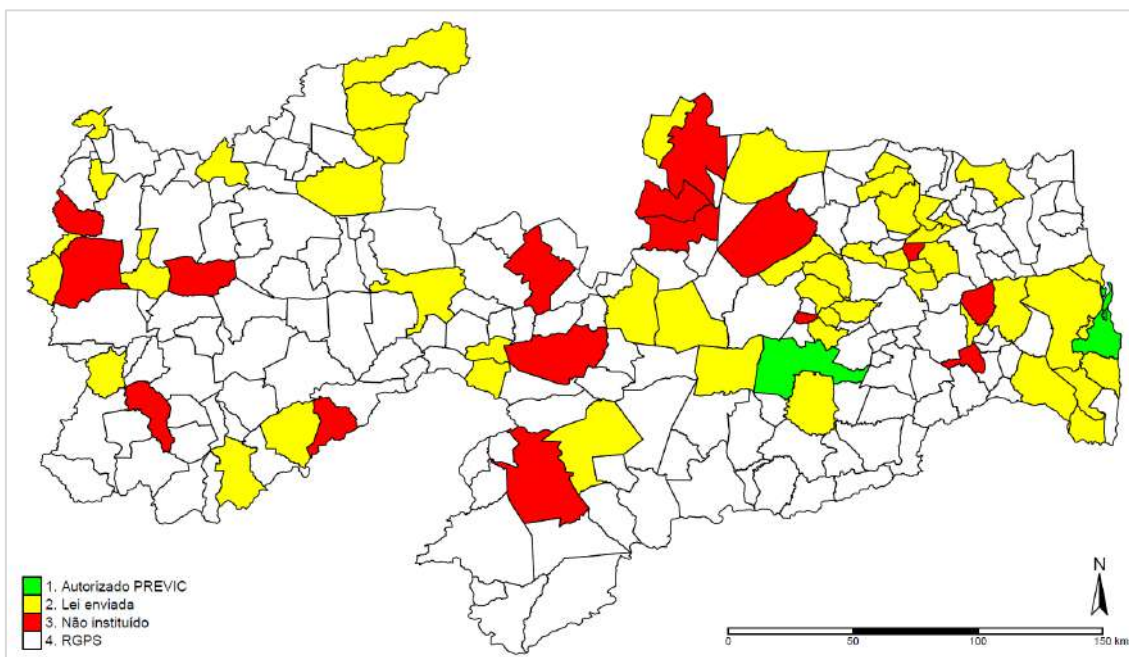 1. Autorizado PREVIC
2. Lei enviada
3. Não instituído
4. RGPS
N
0 50 100 150 km